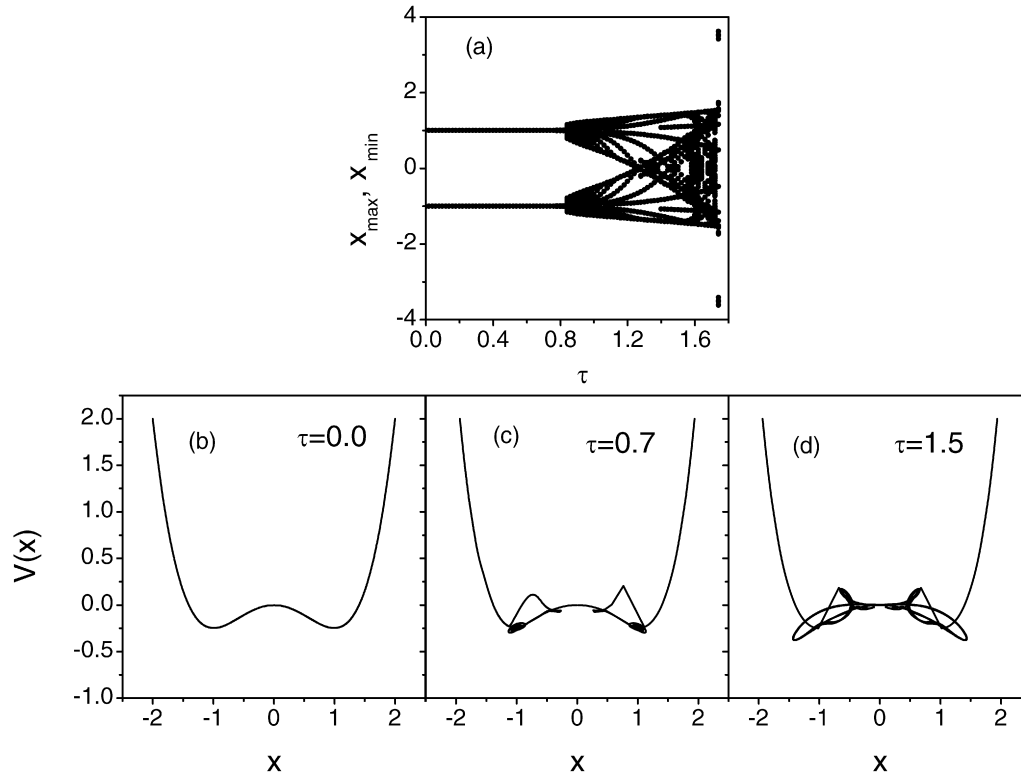 4
(a)
2
0
-2
-4
x_max, x_min
0.0 0.4 0.8 1.2 1.6
τ
2.0
1.5
1.0
0.5
0.0
-0.5
-1.0
V(x)
(b) τ=0.0
(c) τ=0.7
(d) τ=1.5
-2 -1 0 1 2
-2 -1 0 1 2
-2 -1 0 1 2
x
x
x